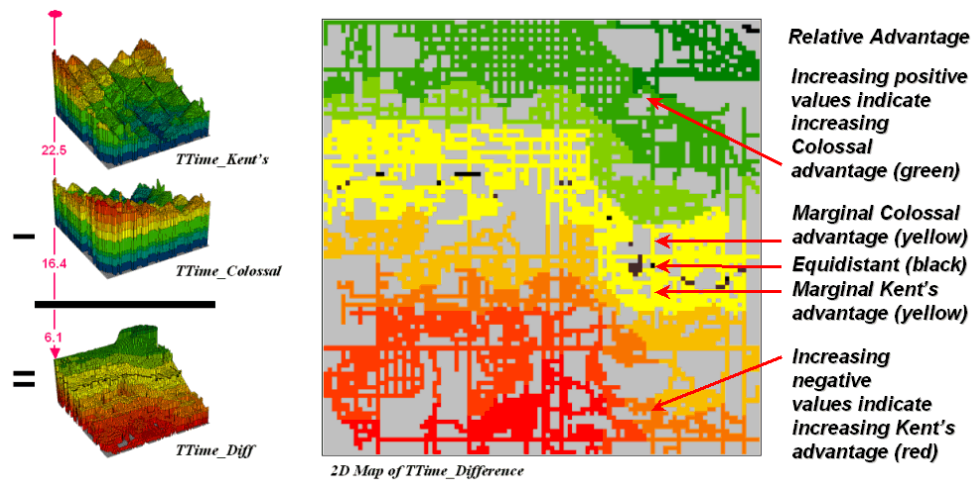 22.5
TTime_Kent's
16.4
TTime_Colossal
6.1
TTime_Diff
2D Map of TTime_Difference
Relative Advantage
Increasing positive
values indicate
increasing
Colossal
advantage (green)
Marginal Colossal
advantage (yellow)
Equidistant (black)
Marginal Kent's
advantage (yellow)
Increasing
negative
values indicate
increasing Kent's
advantage (red)